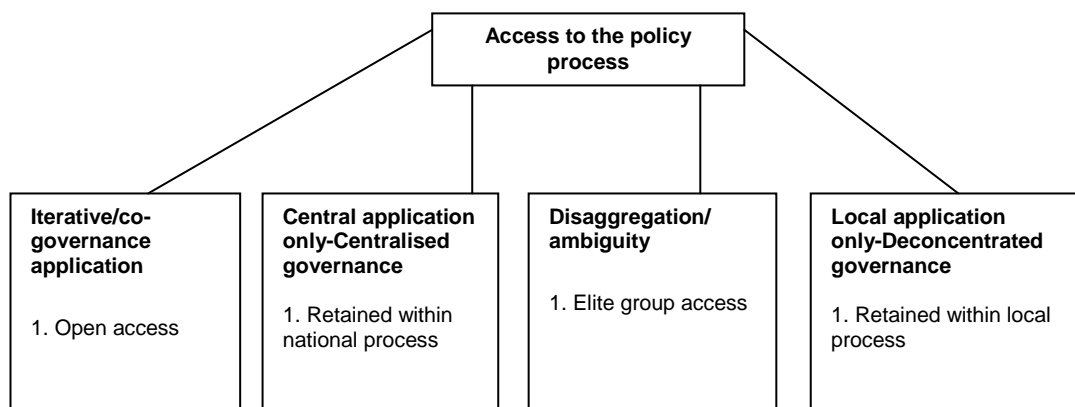 Access to the policy
process
Iterative/co-
governance
application
1. Open access
Central application
only-Centralised
governance
1. Retained within
national process
Disaggregation/
ambiguity
1. Elite group access
Local application
only-Deconcentrated
governance
1. Retained within local
process